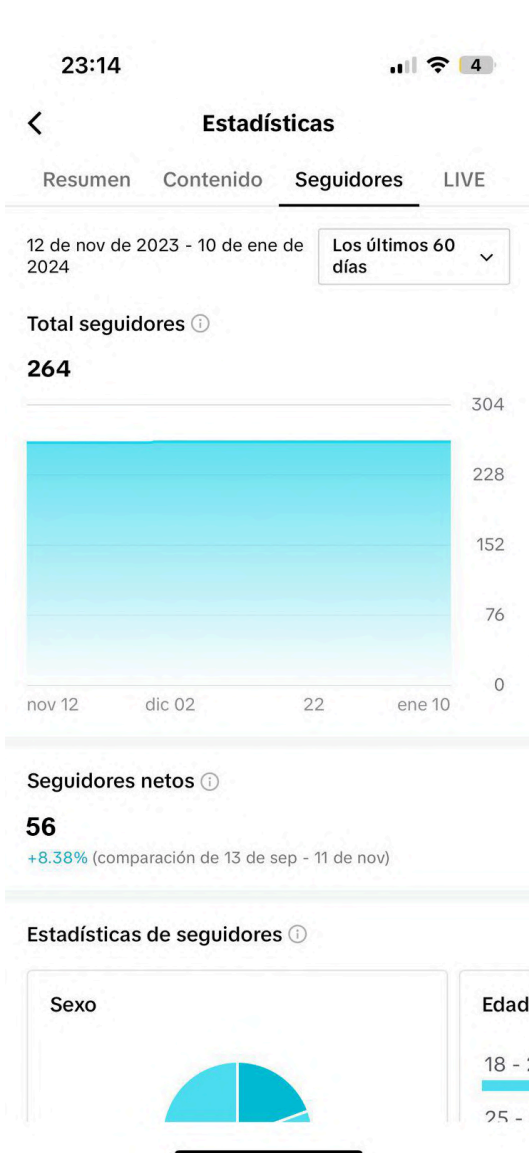 23:14
4
Estadísticas
Resumen Contenido Seguidores LIVE
12 de nov de 2023 - 10 de ene de
2024
Los últimos 60
días
Total seguidores
264
304
228
152
76
0
nov 12 dic 02 22 ene 10
Seguidores netos
56
+8.38% (comparación de 13 de sep - 11 de nov)
Estadísticas de seguidores
Sexo
Edad
18 -
25 -